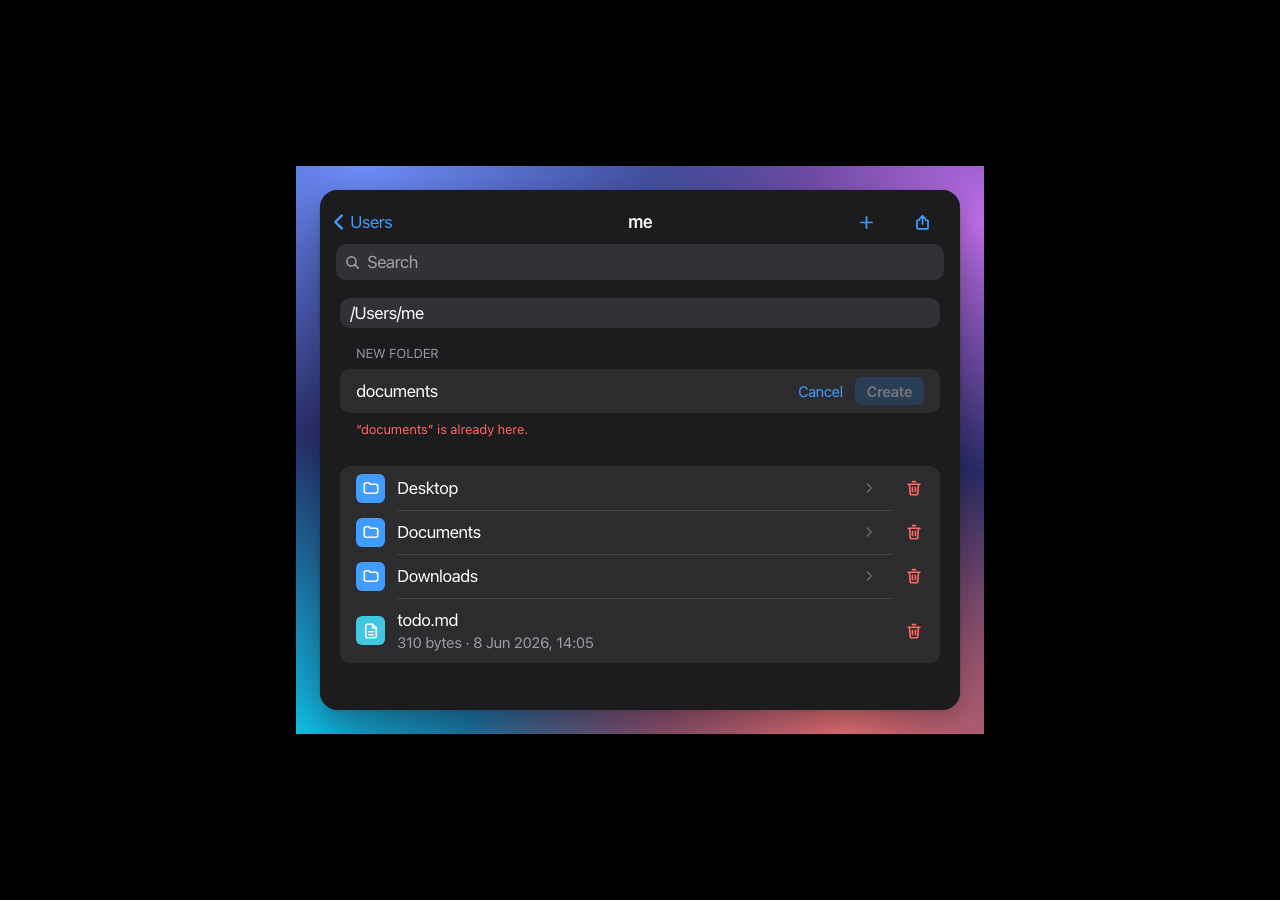 Users
me
Search
/Users/me
NEW FOLDER
documents
Cancel
Create
“documents” is already here.
Desktop
Documents
Downloads
todo.md
310 bytes · 8 Jun 2026, 14:05